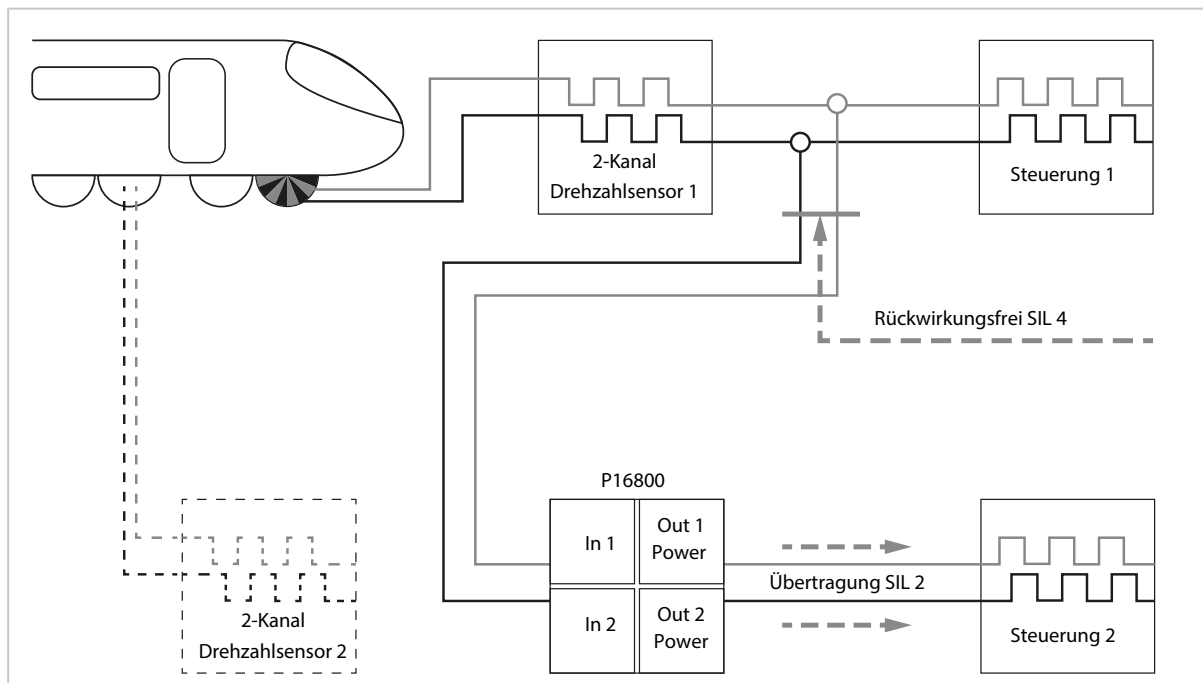 2-Kanal
Drehzahlsensor 1
Steuerung 1
Rückwirkungsfrei SIL 4
P16800
In 1
Out 1
Power
Übertragung SIL 2
In 2
Out 2
Power
2-Kanal
Drehzahlsensor 2
Steuerung 2